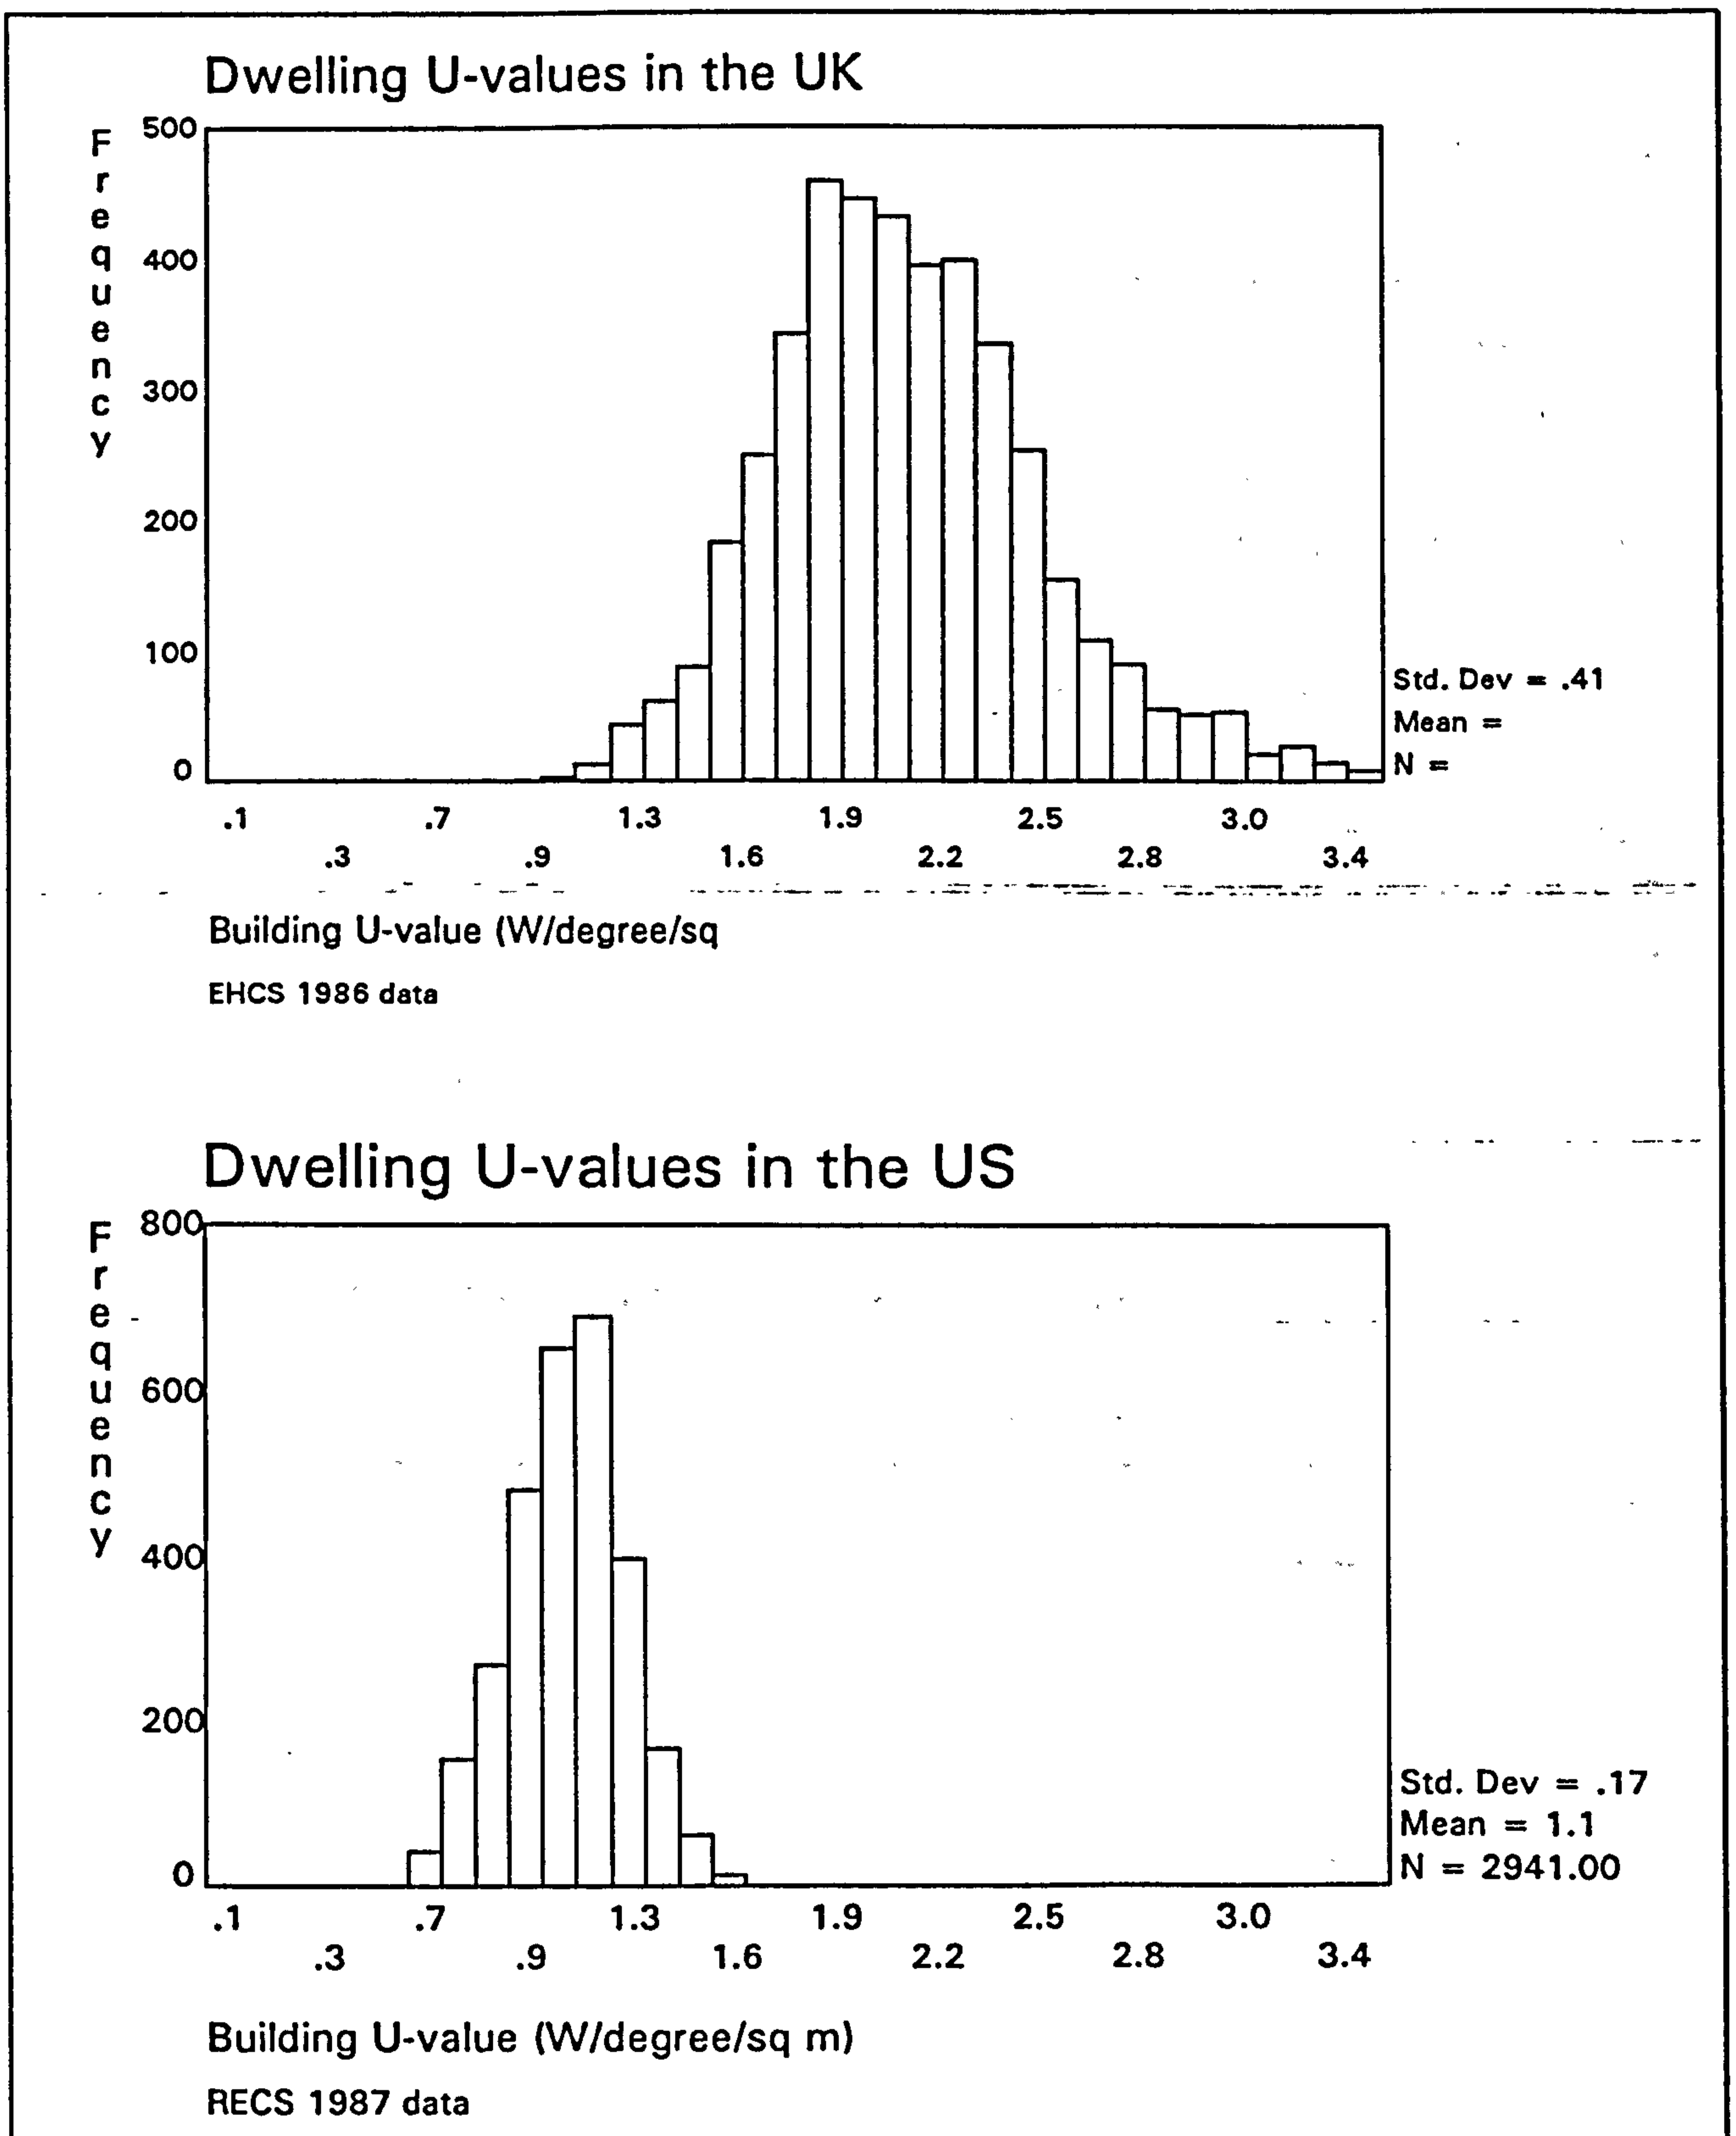 Dwelling U-values in the UK
Frequency
500
400
300
200
100
0
Std. Dev = .41
Mean =
N =
.1 .7 1.3 1.9 2.5 3.0
.3 .9 1.6 2.2 2.8 3.4
Building U-value (W/degree/sq
EHCS 1986 data
Dwelling U-values in the US
Frequency
800
600
400
200
0
Std. Dev = .17
Mean = 1.1
N = 2941.00
.1 .7 1.3 1.9 2.5 3.0
.3 .9 1.6 2.2 2.8 3.4
Building U-value (W/degree/sq m)
RECS 1987 data